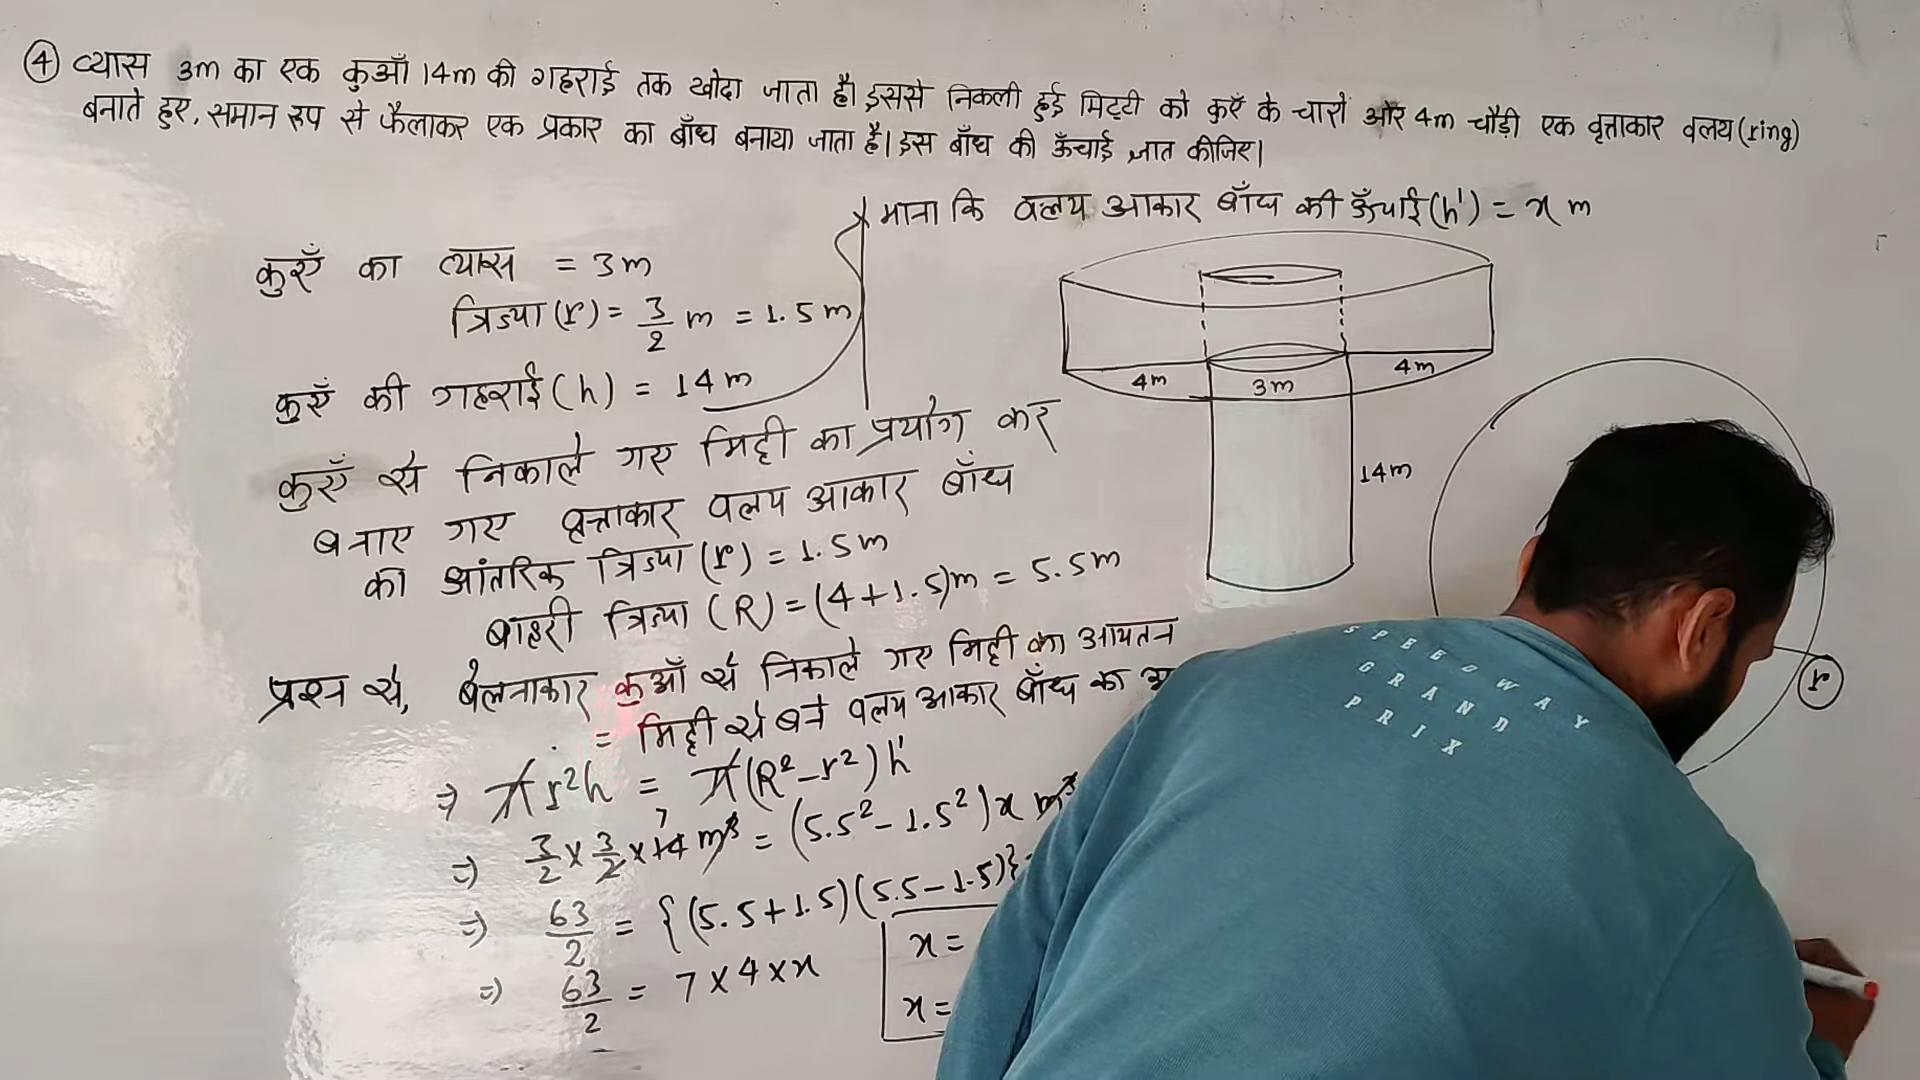 ④ व्यास 3m का एक कुआँ 14m की गहराई तक खोदा जाता है। इससे निकली हुई मिट्टी को कुएँ के चारों ओर 4m चौड़ी एक वृत्ताकार वलय (ring)
बनाते हुए, समान रूप से फैलाकर एक प्रकार का बाँध बनाया जाता है। इस बाँध की ऊँचाई ज्ञात कीजिए।
माना कि वलय आकार बाँध की ऊँचाई (h') = x m
कुएँ का व्यास = 3m
त्रिज्या (r) = 3/2 m = 1.5 m
कुएँ की गहराई (h) = 14 m
कुएँ से निकाले गए मिट्टी का प्रयोग कर
बनाए गए वृत्ताकार वलय आकार बाँध
का आंतरिक त्रिज्या (r) = 1.5m
बाहरी त्रिज्या (R) = (4+1.5)m = 5.5m
प्रश्न से, बेलनाकार कुआँ से निकाले गए मिट्टी का आयतन
= मिट्टी से बने वलय आकार बाँध का
⇒ πr²h = π(R²-r²)h'
⇒ 3/2 × 3/2 × 14 7 m³ = (5.5² - 1.5²)x m³
⇒ 63/2 = {(5.5+1.5)(5.5-1.5)}
⇒ 63/2 = 7×4×x
x=
x=
4m
3m
4m
14m
r
SPEEDWAY
GRAND
PRIX